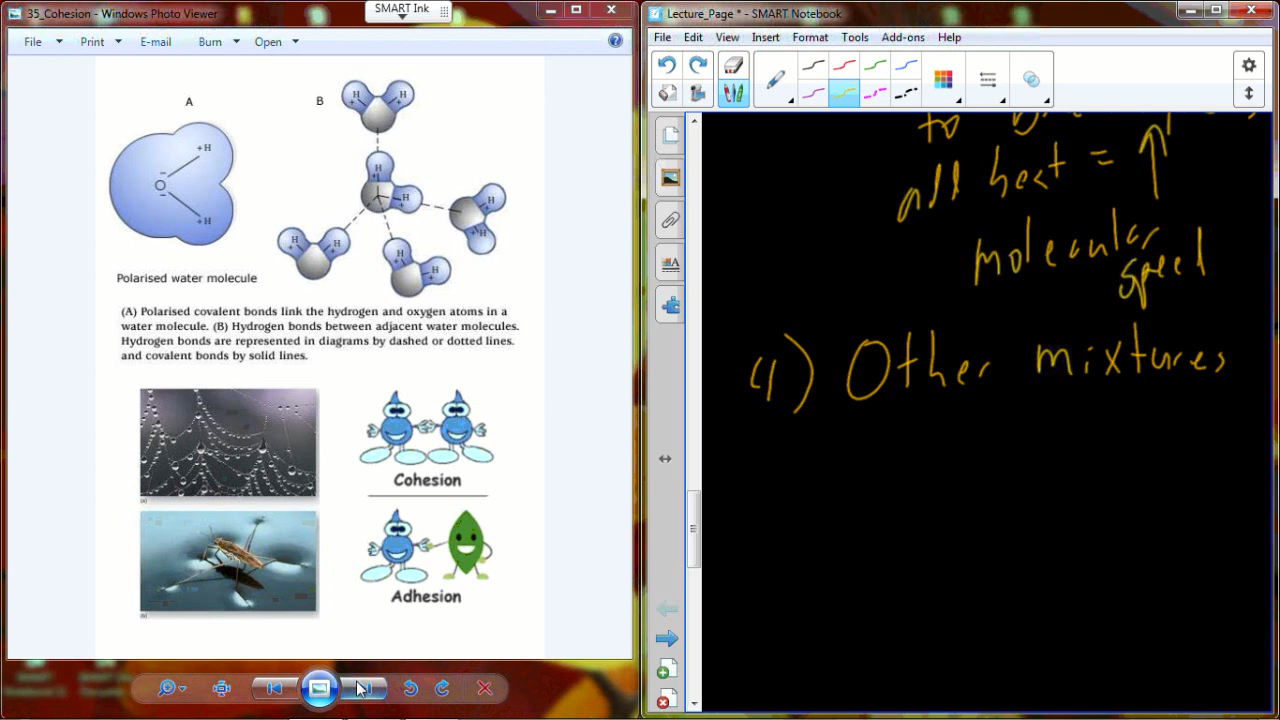 35_Cohesion - Windows Photo Viewer
SMART Ink
File Print E-mail Burn Open
A
B
H
+
H
+
H
+
H
+
H
+
H
+
H
+
H
+
H
+
H
+
+H
O
+H
Polarised water molecule
(A) Polarised covalent bonds link the hydrogen and oxygen atoms in a
water molecule. (B) Hydrogen bonds between adjacent water molecules.
Hydrogen bonds are represented in diagrams by dashed or dotted lines.
and covalent bonds by solid lines.
Cohesion
Adhesion
Lecture_Page * - SMART Notebook
File Edit View Insert Format Tools Add-ons Help
to
all heat = ↑
molecular
speed
4) Other mixtures